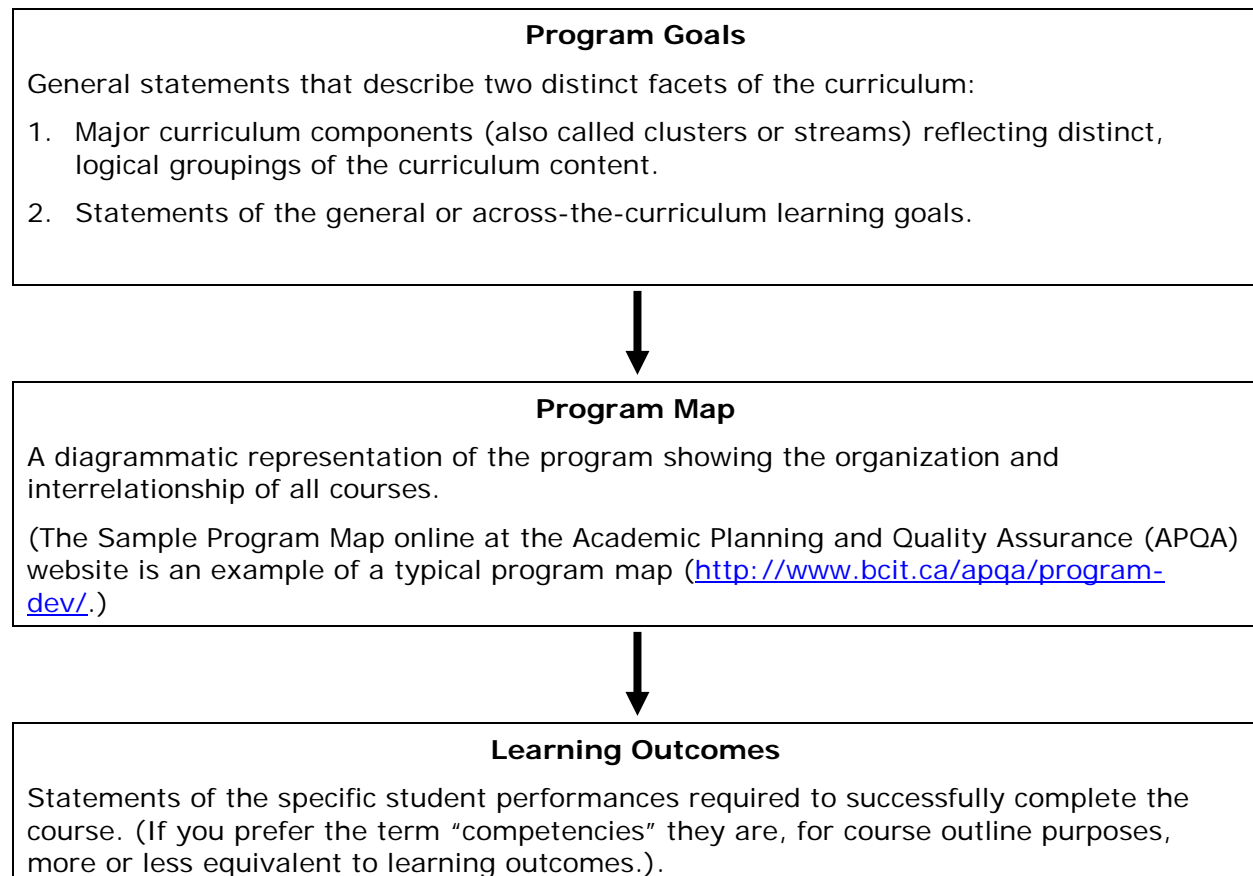 Program Goals
General statements that describe two distinct facets of the curriculum:
1. Major curriculum components (also called clusters or streams) reflecting distinct,
logical groupings of the curriculum content.
2. Statements of the general or across-the-curriculum learning goals.
Program Map
A diagrammatic representation of the program showing the organization and
interrelationship of all courses.
(The Sample Program Map online at the Academic Planning and Quality Assurance (APQA)
website is an example of a typical program map (http://www.bcit.ca/apqa/program-
dev/.)
Learning Outcomes
Statements of the specific student performances required to successfully complete the
course. (If you prefer the term “competencies” they are, for course outline purposes,
more or less equivalent to learning outcomes.).